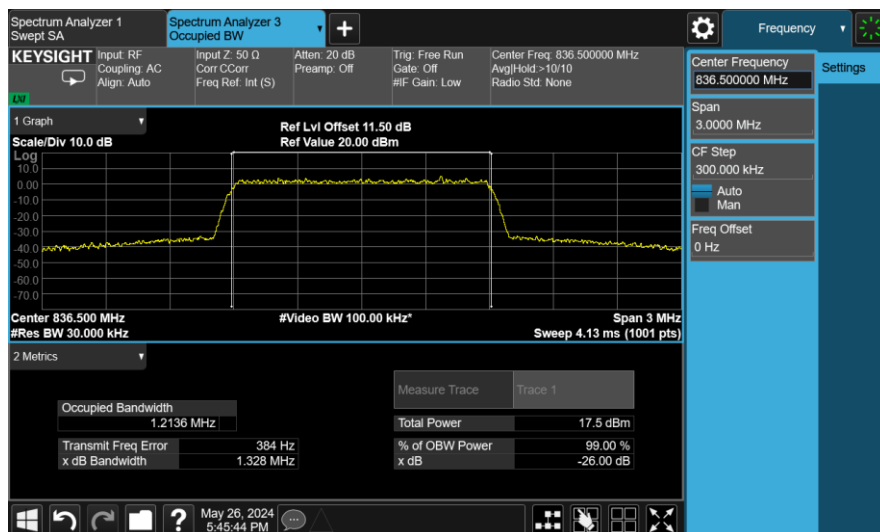 Spectrum Analyzer 1
Swept SA
Spectrum Analyzer 3
Occupied BW
Frequency
KEYSIGHT
Input: RF
Coupling: AC
Align: Auto
Input Z: 50 Ω
Corr CCorr
Freq Ref: Int (S)
Atten: 20 dB
Preamp: Off
Trig: Free Run
Gate: Off
#IF Gain: Low
Center Freq: 836.500000 MHz
Avg|Hold:>10/10
Radio Std: None
LXI
Center Frequency
836.500000 MHz
Settings
Span
3.0000 MHz
CF Step
300.000 kHz
Auto
Man
Freq Offset
0 Hz
1 Graph
Scale/Div 10.0 dB
Ref Lvl Offset 11.50 dB
Ref Value 20.00 dBm
Log
10.0
0.00
-10.0
-20.0
-30.0
-40.0
-50.0
-60.0
-70.0
Center 836.500 MHz
#Video BW 100.00 kHz*
Span 3 MHz
#Res BW 30.000 kHz
Sweep 4.13 ms (1001 pts)
2 Metrics
Measure Trace
Trace 1
Occupied Bandwidth
1.2136 MHz
Total Power
17.5 dBm
Transmit Freq Error
384 Hz
% of OBW Power
99.00 %
x dB Bandwidth
1.328 MHz
x dB
-26.00 dB
?
May 26, 2024
5:45:44 PM